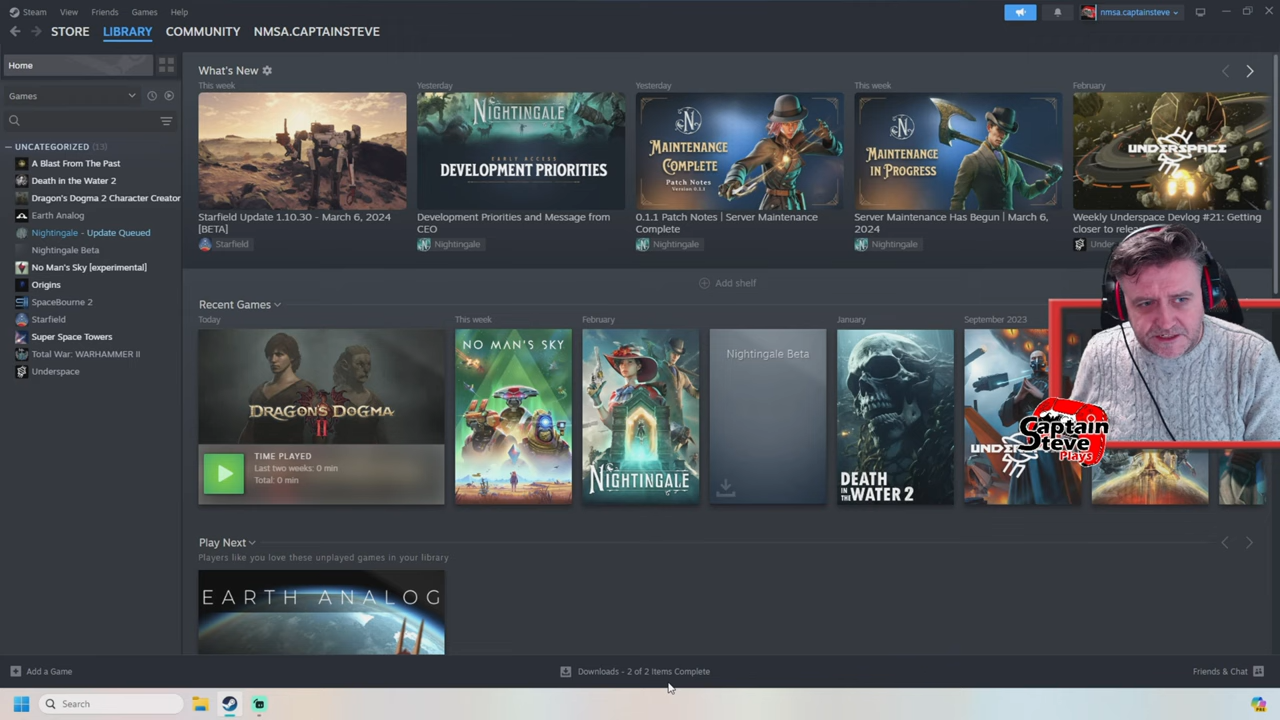 Steam View Friends Games Help
nmsa.captainsteve
STORE LIBRARY COMMUNITY NMSA.CAPTAINSTEVE
Home
Games
UNCATEGORIZED (13)
A Blast From The Past
Death in the Water 2
Dragon's Dogma 2 Character Creator
Earth Analog
Nightingale - Update Queued
Nightingale Beta
No Man's Sky [experimental]
Origins
SpaceBourne 2
Starfield
Super Space Towers
Total War: WARHAMMER II
Underspace
What's New
This week
Starfield Update 1.10.30 - March 6, 2024
[BETA]
Starfield
Yesterday
NIGHTINGALE
EARLY ACCESS
DEVELOPMENT PRIORITIES
Development Priorities and Message from
CEO
Nightingale
Yesterday
N
MAINTENANCE
COMPLETE
Patch Notes
Version 0.1.1
0.1.1 Patch Notes | Server Maintenance
Complete
Nightingale
This week
N
MAINTENANCE
IN PROGRESS
Server Maintenance Has Begun | March 6,
2024
Nightingale
February
UNDERSPACE
Weekly Underspace Devlog #21: Getting
closer to
Add shelf
Recent Games
Today
DRAGON'S DOGMA
II
TIME PLAYED
Last two weeks: 0 min
Total: 0 min
This week
NO MAN'S SKY
February
NIGHTINGALE
Nightingale Beta
January
DEATH
IN THE WATER 2
September 2023
Captain
Steve
Plays
Play Next
Players like you love these unplayed games in your library
EARTH ANALOG
Add a Game
Downloads - 2 of 2 Items Complete
Friends & Chat
Search